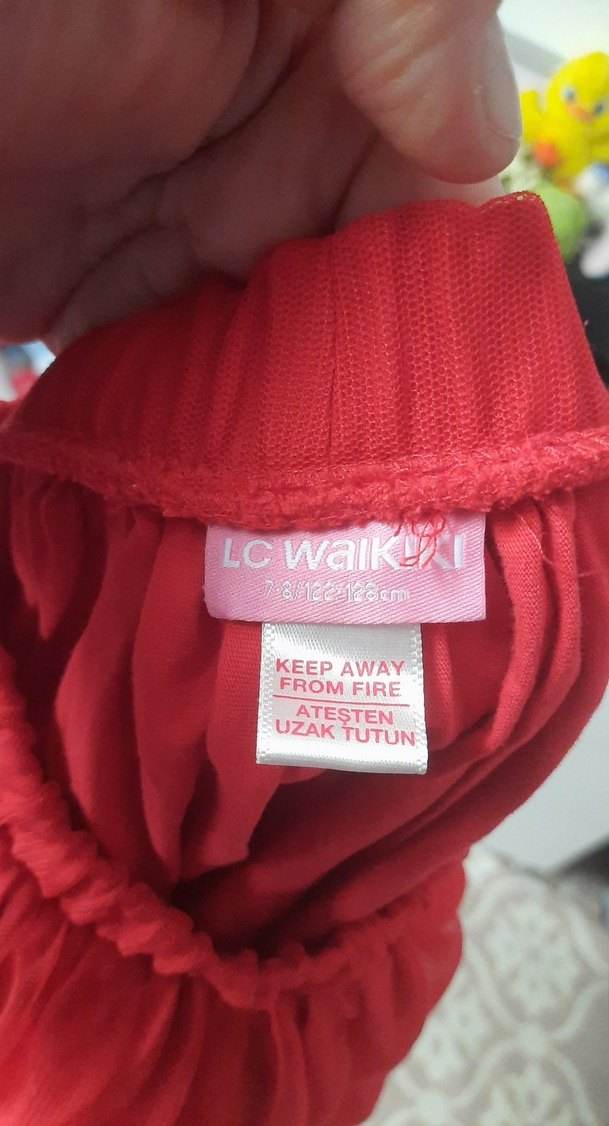 LC WAIKIKI
7-8/122-128cm
KEEP AWAY
FROM FIRE
ATEŞTEN
UZAK TUTUN